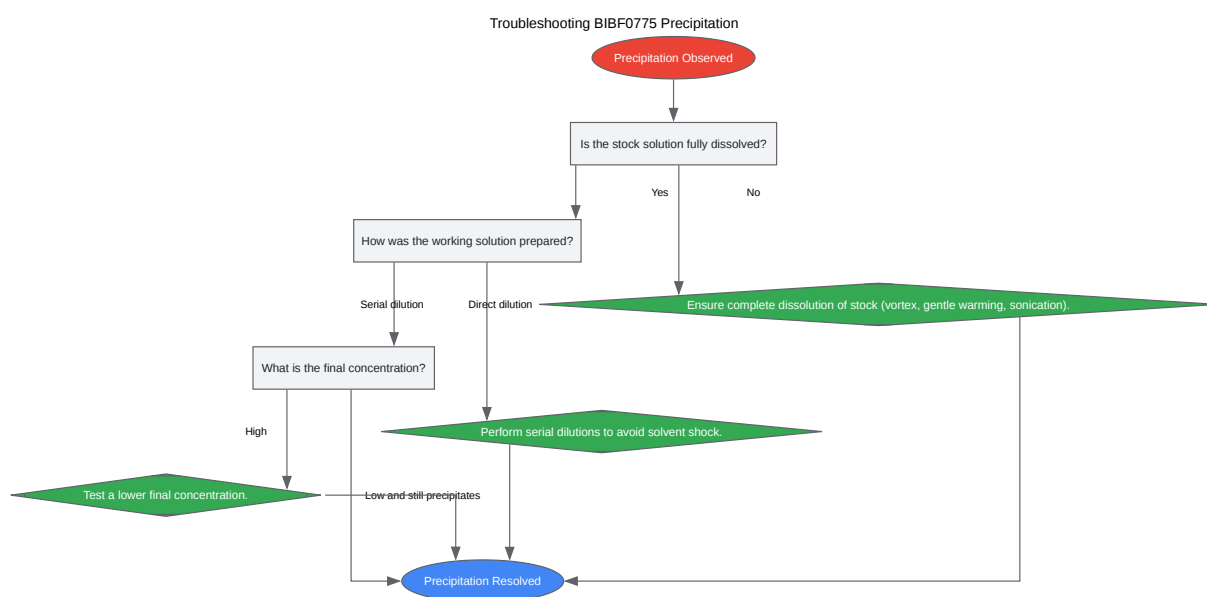 Troubleshooting BIBF0775 Precipitation
Precipitation Observed
Is the stock solution fully dissolved?
Yes
No
How was the working solution prepared?
Serial dilution
Direct dilution
Ensure complete dissolution of stock (vortex, gentle warming, sonication).
What is the final concentration?
High
Perform serial dilutions to avoid solvent shock.
Test a lower final concentration.
Low and still precipitates
Precipitation Resolved